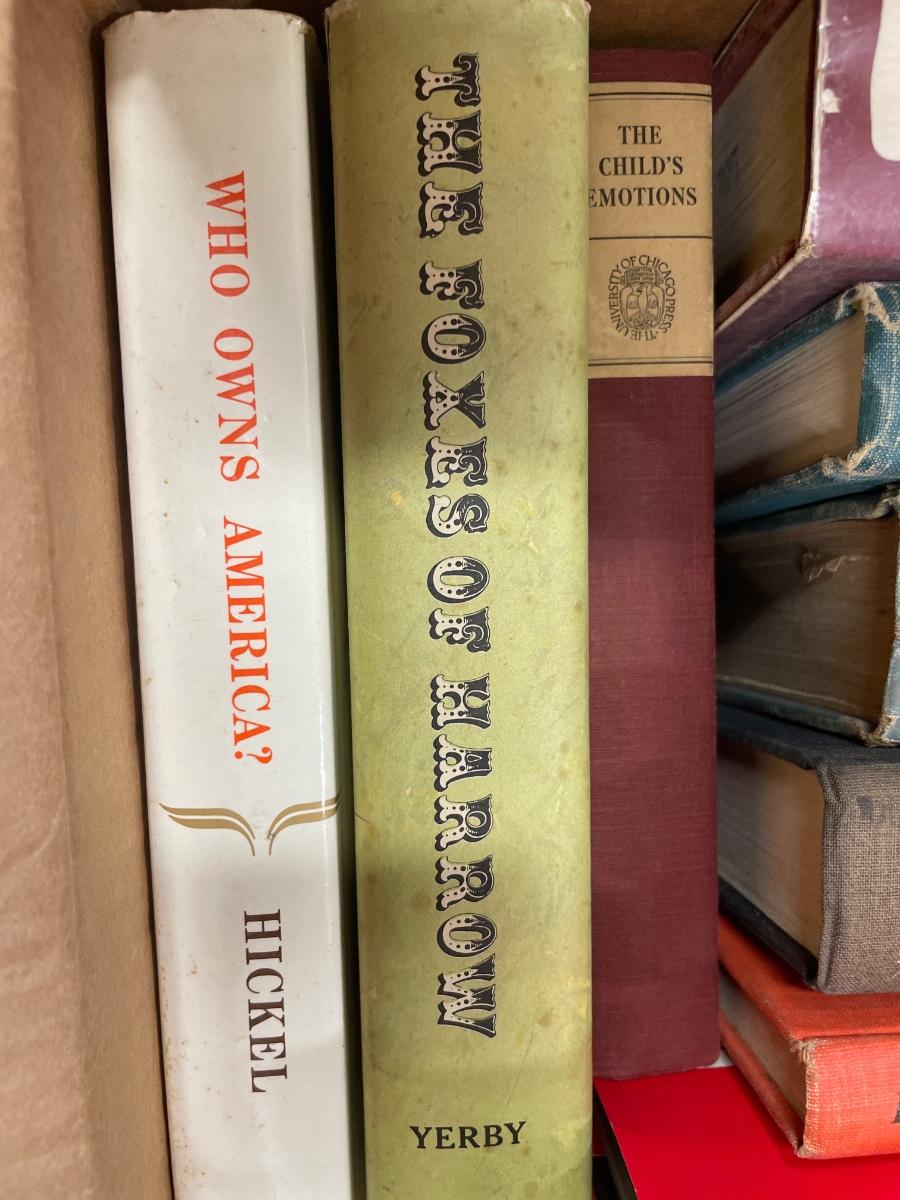 WHO OWNS AMERICA?
HICKEL
THE FOXES OF HARROW
YERBY
THE
CHILD'S
EMOTIONS
THE UNIVERSITY OF CHICAGO PRESS